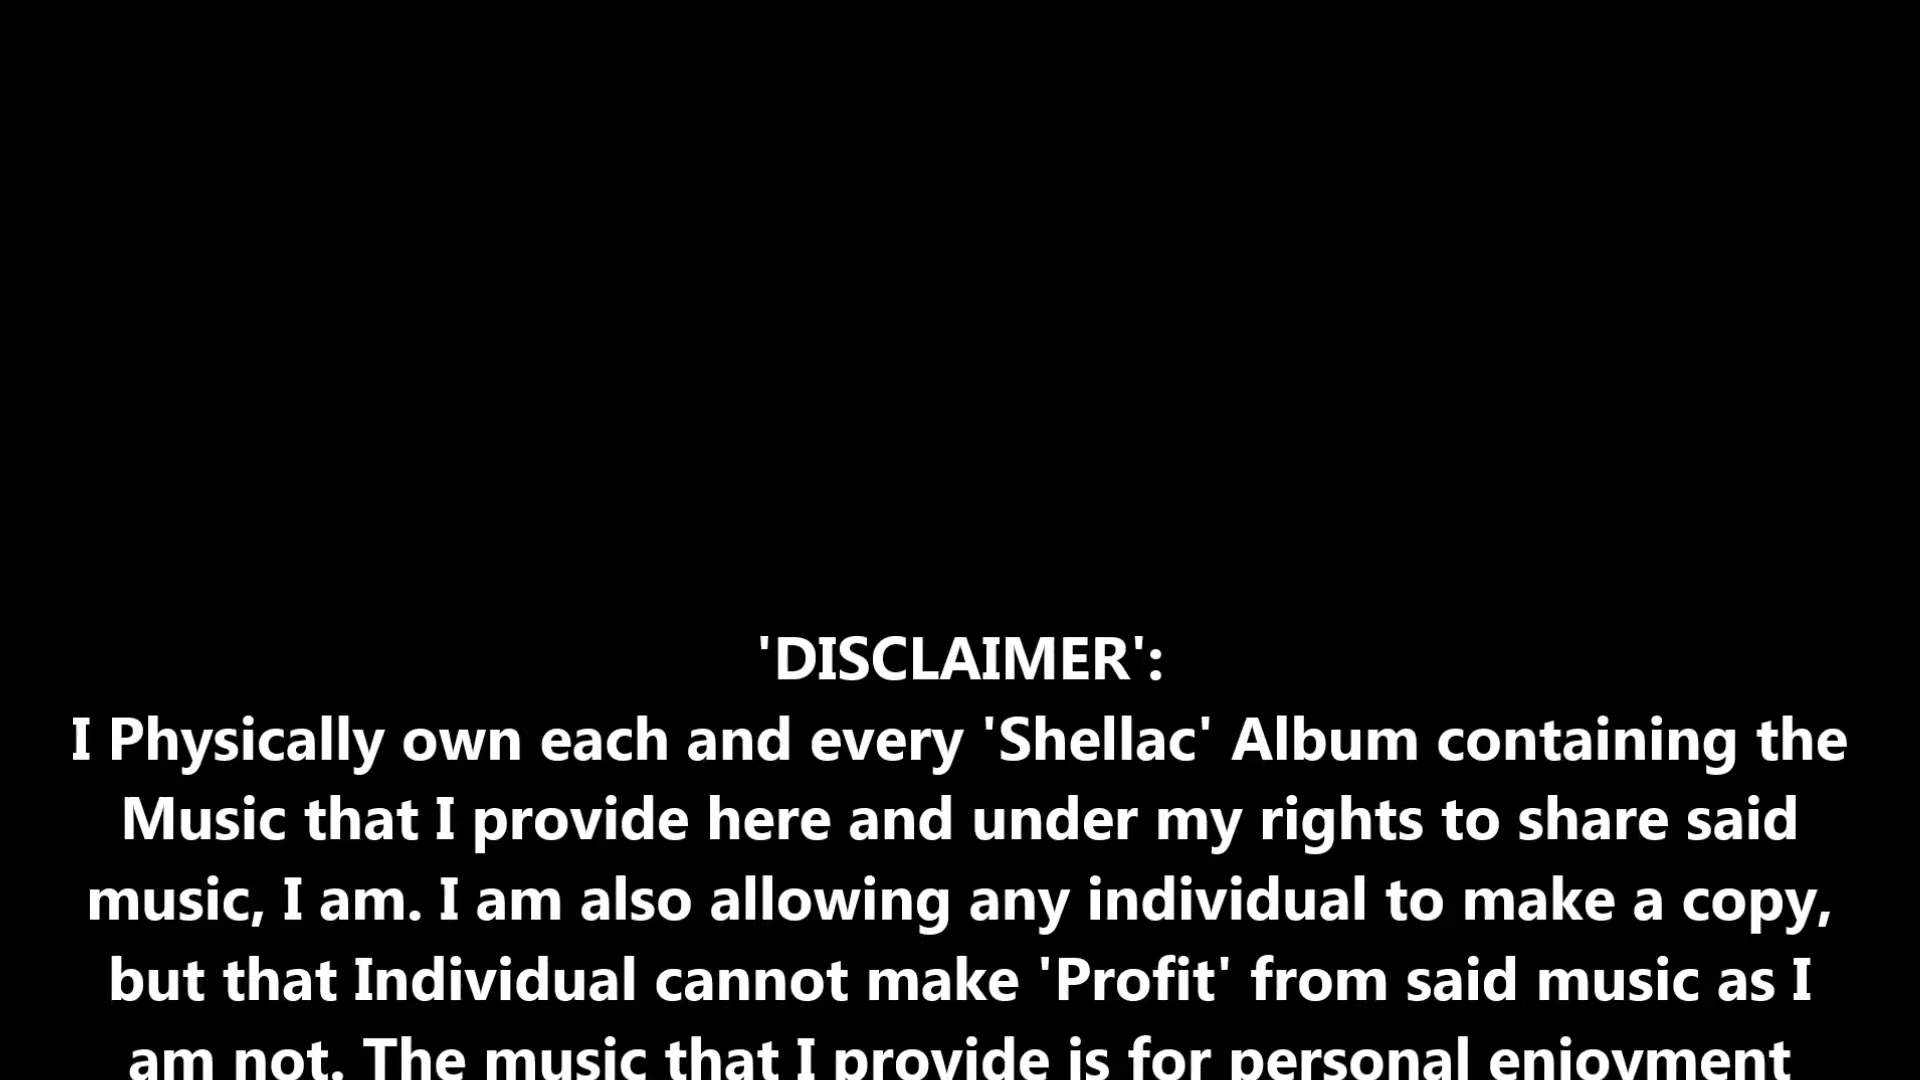 'DISCLAIMER':
I Physically own each and every 'Shellac' Album containing the
Music that I provide here and under my rights to share said
music, I am. I am also allowing any individual to make a copy,
but that Individual cannot make 'Profit' from said music as I
am not. The music that I provide is for personal enjoyment